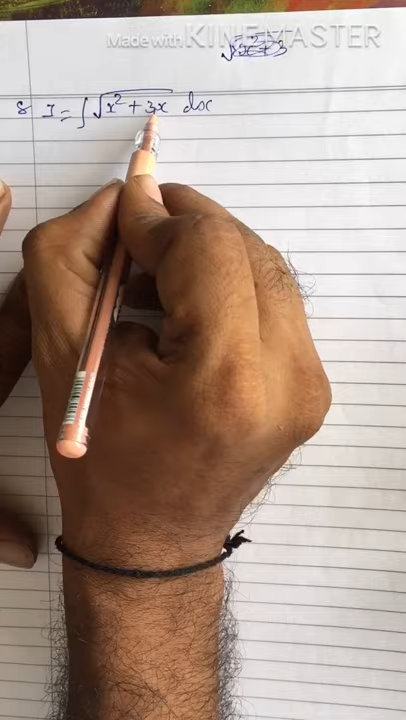 Made with KINEMASTER
8 I = ∫ √x² + 3x dx